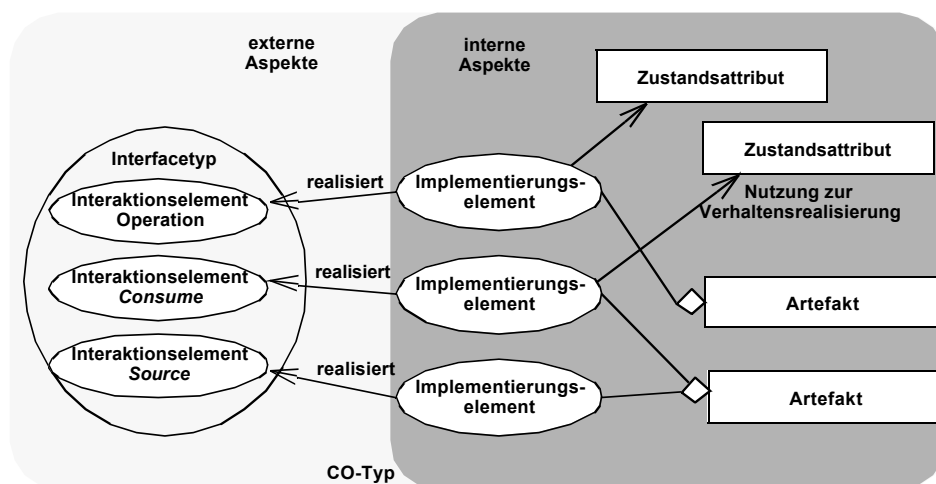 externe
Aspekte
interne
Aspekte
Zustandsattribut
Zustandsattribut
Nutzung zur
Verhaltensrealisierung
Interfacetyp
Interaktionselement
Operation
realisiert
Implementierungs-
element
Interaktionselement
Consume
realisiert
Implementierungs-
element
Artefakt
Interaktionselement
Source
realisiert
Implementierungs-
element
Artefakt
CO-Typ